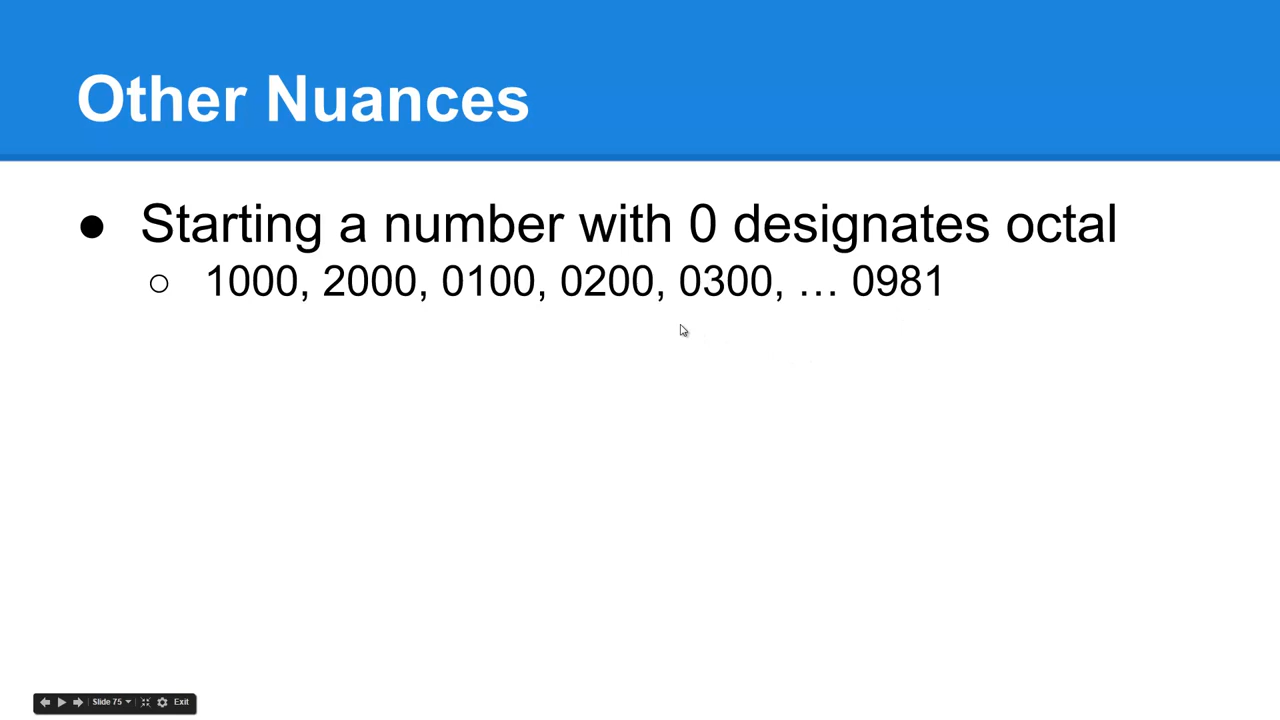 Other Nuances
● Starting a number with 0 designates octal
○ 1000, 2000, 0100, 0200, 0300, … 0981
Slide 75 Exit